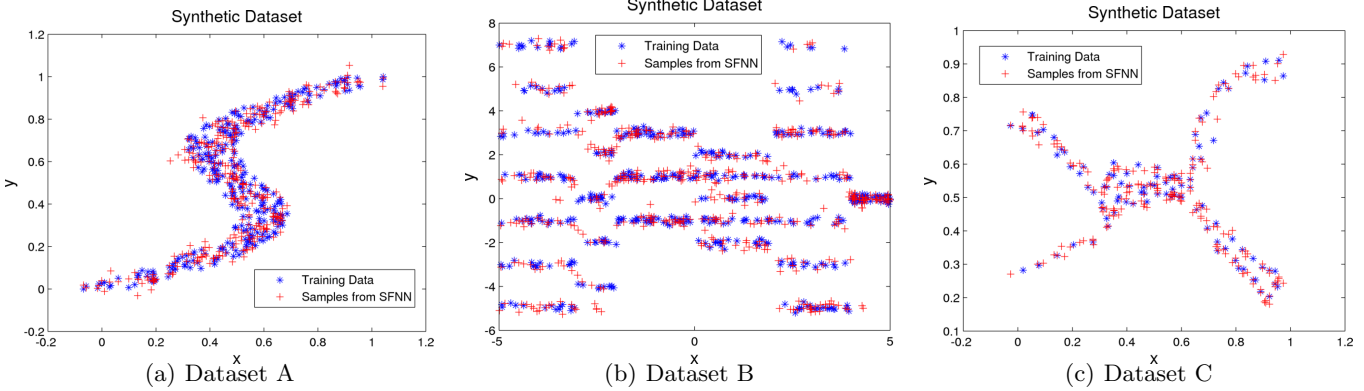 Synthetic Dataset
1.2
1
0.8
0.6
0.4
0.2
0
-0.2
y
Training Data
Samples from SFNN
-0.2 0 0.2 0.4 0.6 0.8 1 1.2
x
(a) Dataset A
Synthetic Dataset
8
6
4
2
0
-2
-4
-6
y
Training Data
Samples from SFNN
-5 0 5
x
(b) Dataset B
Synthetic Dataset
1
0.9
0.8
0.7
0.6
0.5
0.4
0.3
0.2
0.1
y
Training Data
Samples from SFNN
-0.2 0 0.2 0.4 0.6 0.8 1 1.2
x
(c) Dataset C